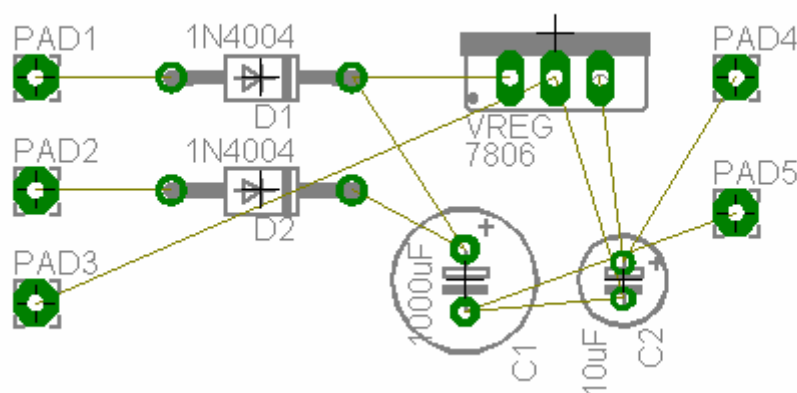 PAD1
1N4004
D1
PAD2
1N4004
D2
PAD3
VREG
7806
PAD4
PAD5
1000uF
+
C1
10uF
+
C2